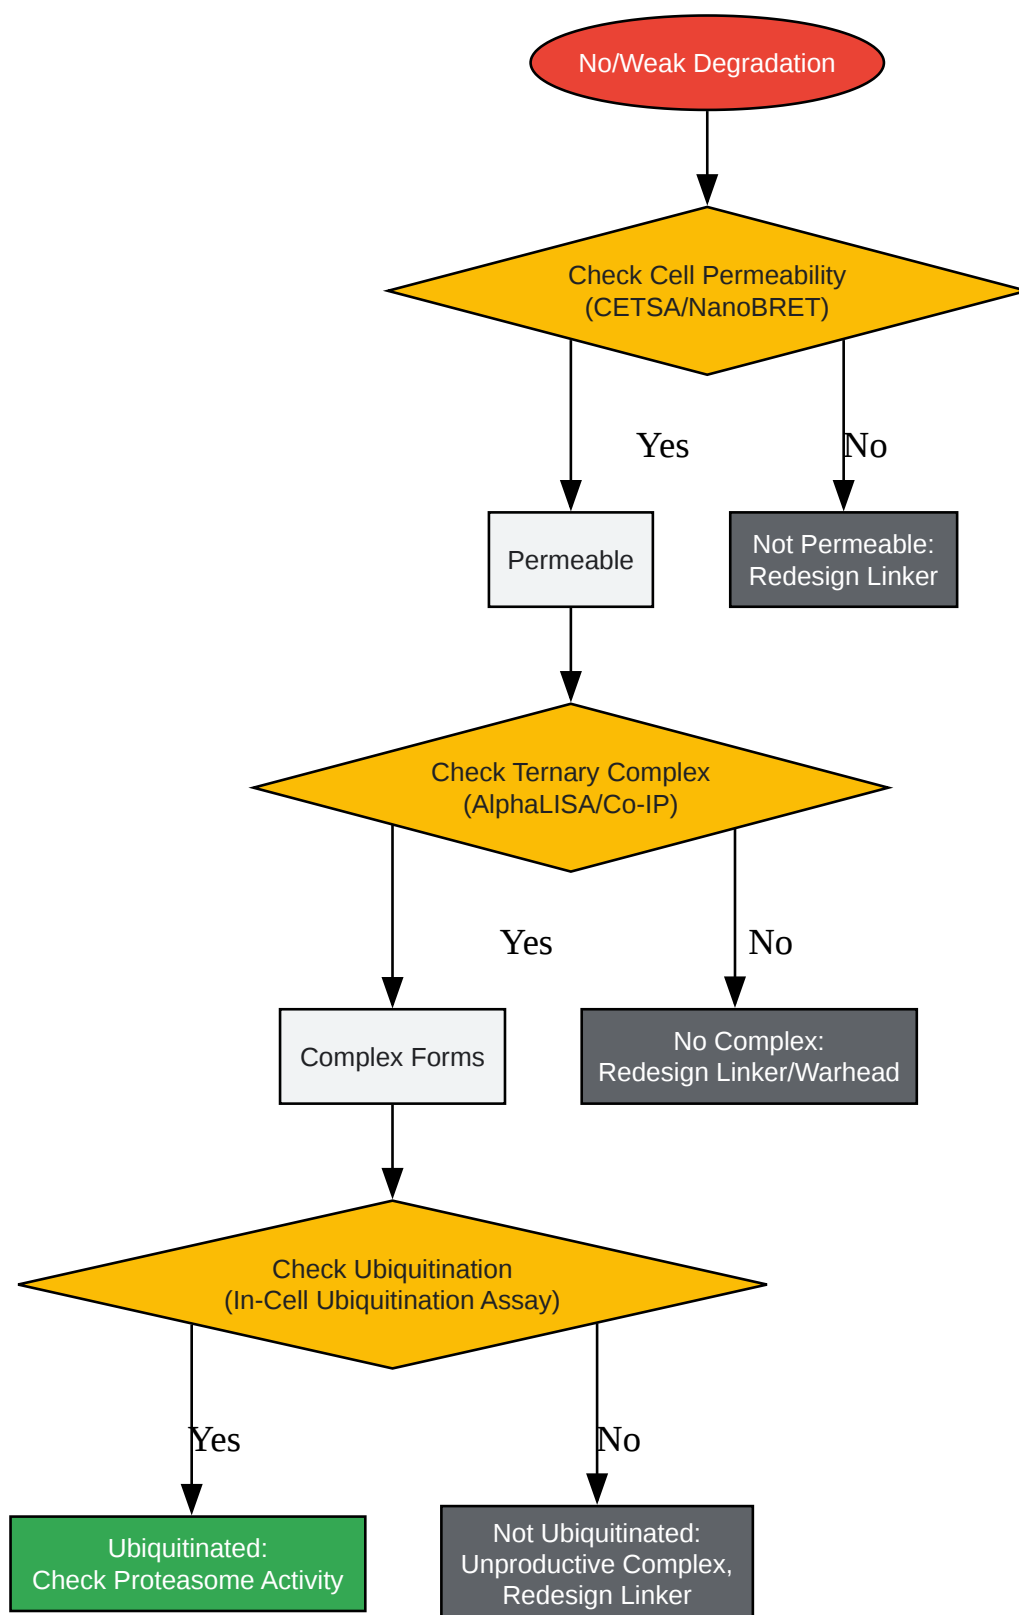 No/Weak Degradation
Check Cell Permeability
(CETSA/NanoBRET)
Yes
No
Permeable
Not Permeable:
Redesign Linker
Check Ternary Complex
(AlphaLISA/Co-IP)
Yes
No
Complex Forms
No Complex:
Redesign Linker/Warhead
Check Ubiquitination
(In-Cell Ubiquitination Assay)
Yes
No
Ubiquitinated:
Check Proteasome Activity
Not Ubiquitinated:
Unproductive Complex,
Redesign Linker